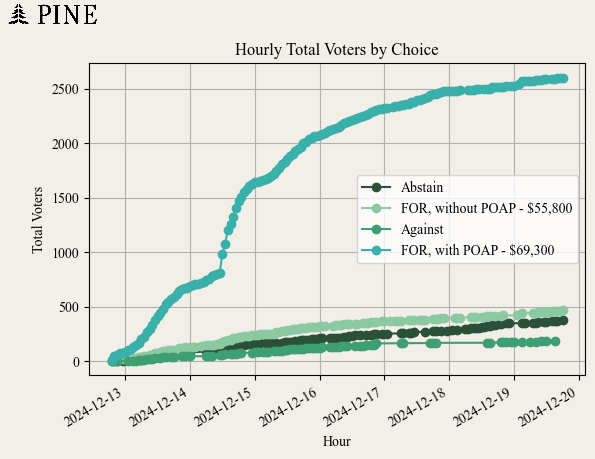 PINE
Hourly Total Voters by Choice
Total Voters
2500
2000
1500
1000
500
0
Abstain
FOR, without POAP - $55,800
Against
FOR, with POAP - $69,300
2024-12-13
2024-12-14
2024-12-15
2024-12-16
2024-12-17
2024-12-18
2024-12-19
2024-12-20
Hour